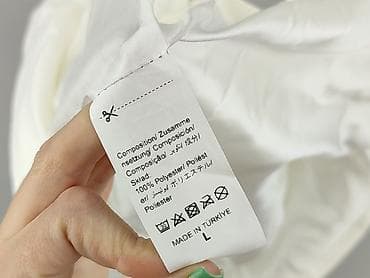 Composition/ Zusamme
nsetzung/ Composición/
Composição/ تركيب/ 成分/
Skład
100% Polyester/ Poliést
er/ بوليستر/ ポリエステル/
Poliester
MADE IN TÜRKİYE
L